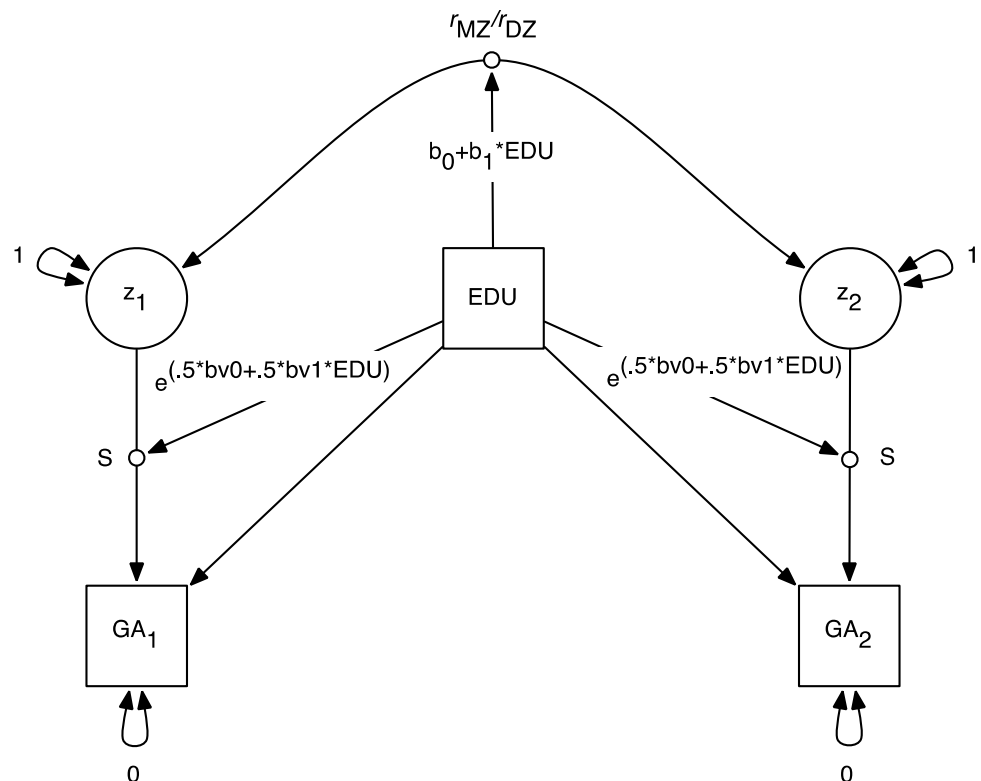 rMZ/rDZ
b0+b1*EDU
1
1
z1
EDU
z2
e(.5*bv0+.5*bv1*EDU)
e(.5*bv0+.5*bv1*EDU)
S
S
GA1
GA2
0
0